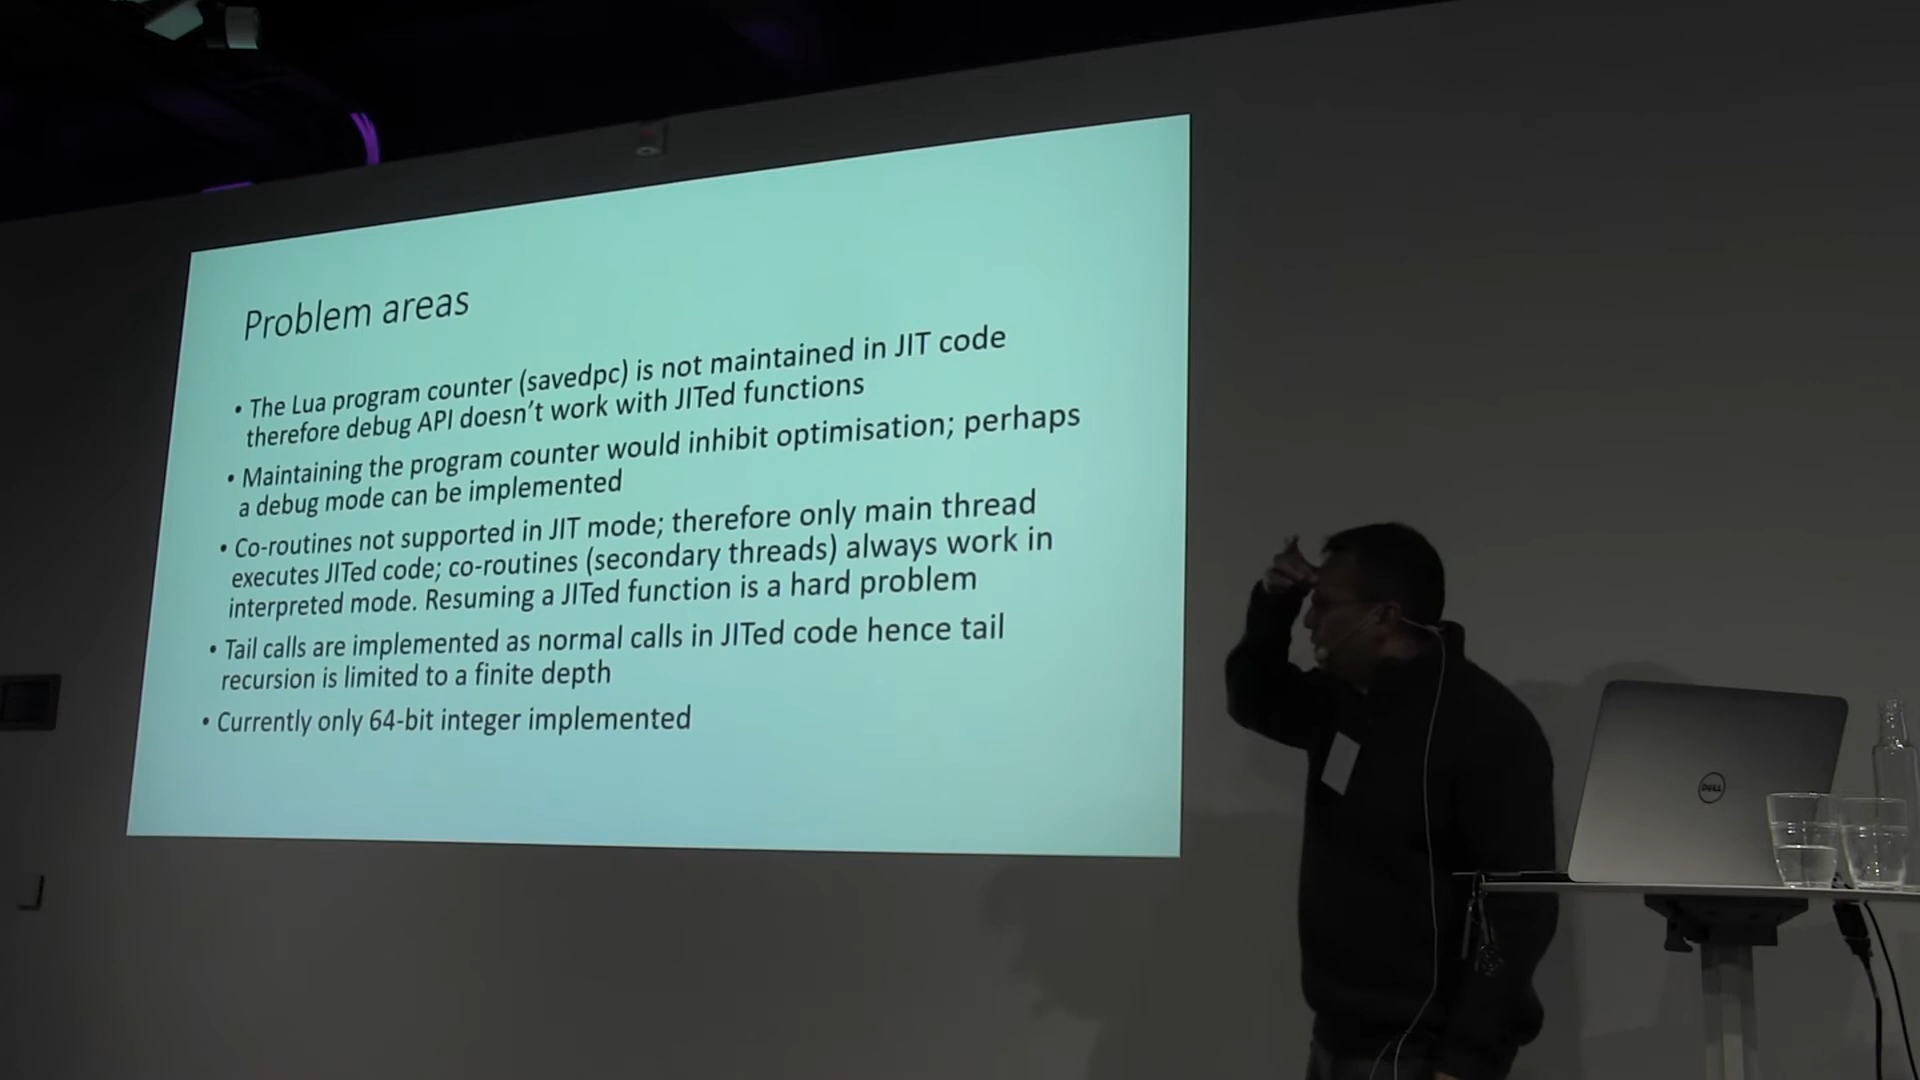 Problem areas
• The Lua program counter (savedpc) is not maintained in JIT code
therefore debug API doesn't work with JITed functions
• Maintaining the program counter would inhibit optimisation; perhaps
a debug mode can be implemented
• Co-routines not supported in JIT mode; therefore only main thread
executes JITed code; co-routines (secondary threads) always work in
interpreted mode. Resuming a JITed function is a hard problem
• Tail calls are implemented as normal calls in JITed code hence tail
recursion is limited to a finite depth
• Currently only 64-bit integer implemented
DELL